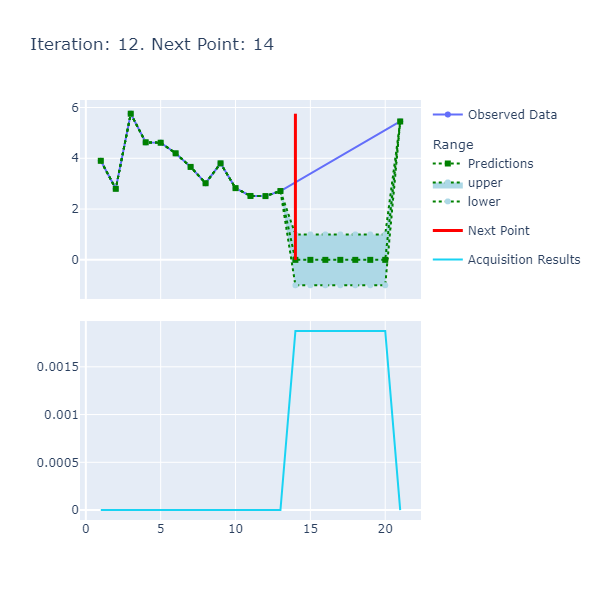 Iteration: 12. Next Point: 14
6
4
2
0
Observed Data
Range
Predictions
upper
lower
Next Point
Acquisition Results
0.0015
0.001
0.0005
0
0 5 10 15 20